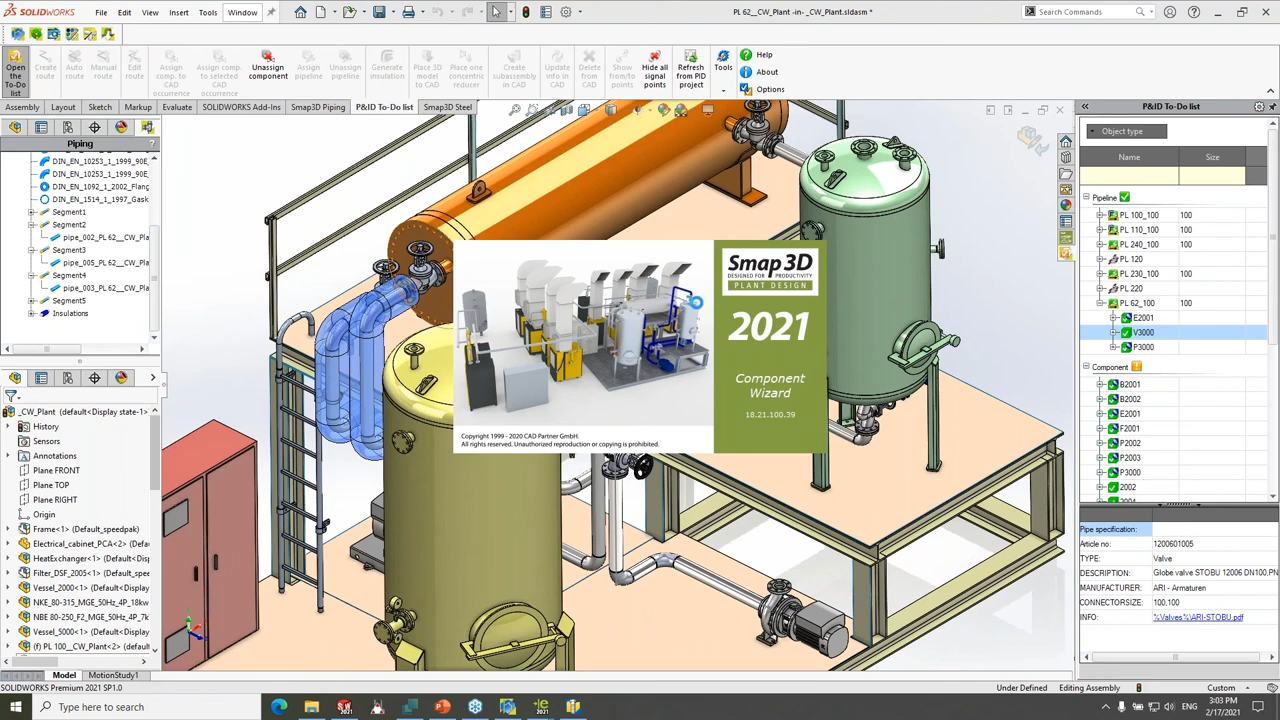 SOLIDWORKS
File Edit View Insert Tools Window
PL 62__CW_Plant -in- _CW_Plant.sldasm *
Search Commands
Open the To-Do list
Create route
Auto route
Manual route
Edit route
Assign comp. to CAD occurrence
Assign comp. to selected CAD occurrence
Unassign component
Assign pipeline
Unassign pipeline
Generate insulation
Place 3D model to CAD
Place one concentric reducer
Create subassembly in CAD
Update info in CAD
Delete from CAD
Show from/to points
Hide all signal points
Refresh from PID project
Tools
Help
About
Options
Assembly Layout Sketch Markup Evaluate SOLIDWORKS Add-Ins Smap3D Piping P&ID To-Do list Smap3D Steel
Piping
DIN_EN_10253_1_1999_90E
DIN_EN_10253_1_1999_90E
DIN_EN_1092_1_2002_Flang
DIN_EN_1514_1_1997_Gask
Segment1
Segment2
pipe_002_PL 62__CW_Pla
Segment3
pipe_005_PL 62__CW_Pla
Segment4
pipe_003_PL 62__CW_Pla
Segment5
Insulations
_CW_Plant (default<Display state-1>
History
Sensors
Annotations
Plane FRONT
Plane TOP
Plane RIGHT
Origin
Frame<1> (Default_speedpak)
Electrical_cabinet_PCA<2> (Default
HeatExchanger<1> (Default<Disp
Filter_DSF_2005<1> (Default_spee
Vessel_2000<1> (Default<Display
NKE 80-315_MGE_50Hz_4P_18kw
NBE 80-250_F2_MGE_50Hz_4P_7k
Vessel_5000<1> (Default<Display
(f) PL 100__CW_Plant<2> (default
Smap3D
DESIGNED FOR PRODUCTIVITY
PLANT DESIGN
2021
Component
Wizard
18.21.100.39
Copyright 1999 - 2020 CAD Partner GmbH.
All rights reserved. Unauthorized reproduction or copying is prohibited.
P&ID To-Do list
Object type
Name Size
Pipeline
PL 100_100 100
PL 110_100 100
PL 240_100 100
PL 120
PL 230_100 100
PL 220
PL 62_100 100
E2001
V3000
P3000
Component
B2001
B2002
E2001
F2001
P2002
P2003
P3000
2002
2004
Pipe specification:
Article no: 1200601005
TYPE: Valve
DESCRIPTION: Globe valve STOBU 12006 DN100.PN
MANUFACTUR: ARI - Armaturen
CONNECTORSIZE: 100,100
INFO: %Valves%\ARI-STOBU.pdf
Model MotionStudy1
SOLIDWORKS Premium 2021 SP1.0
Under Defined Editing Assembly Custom
Type here to search
ENG
3:03 PM
2/17/2021